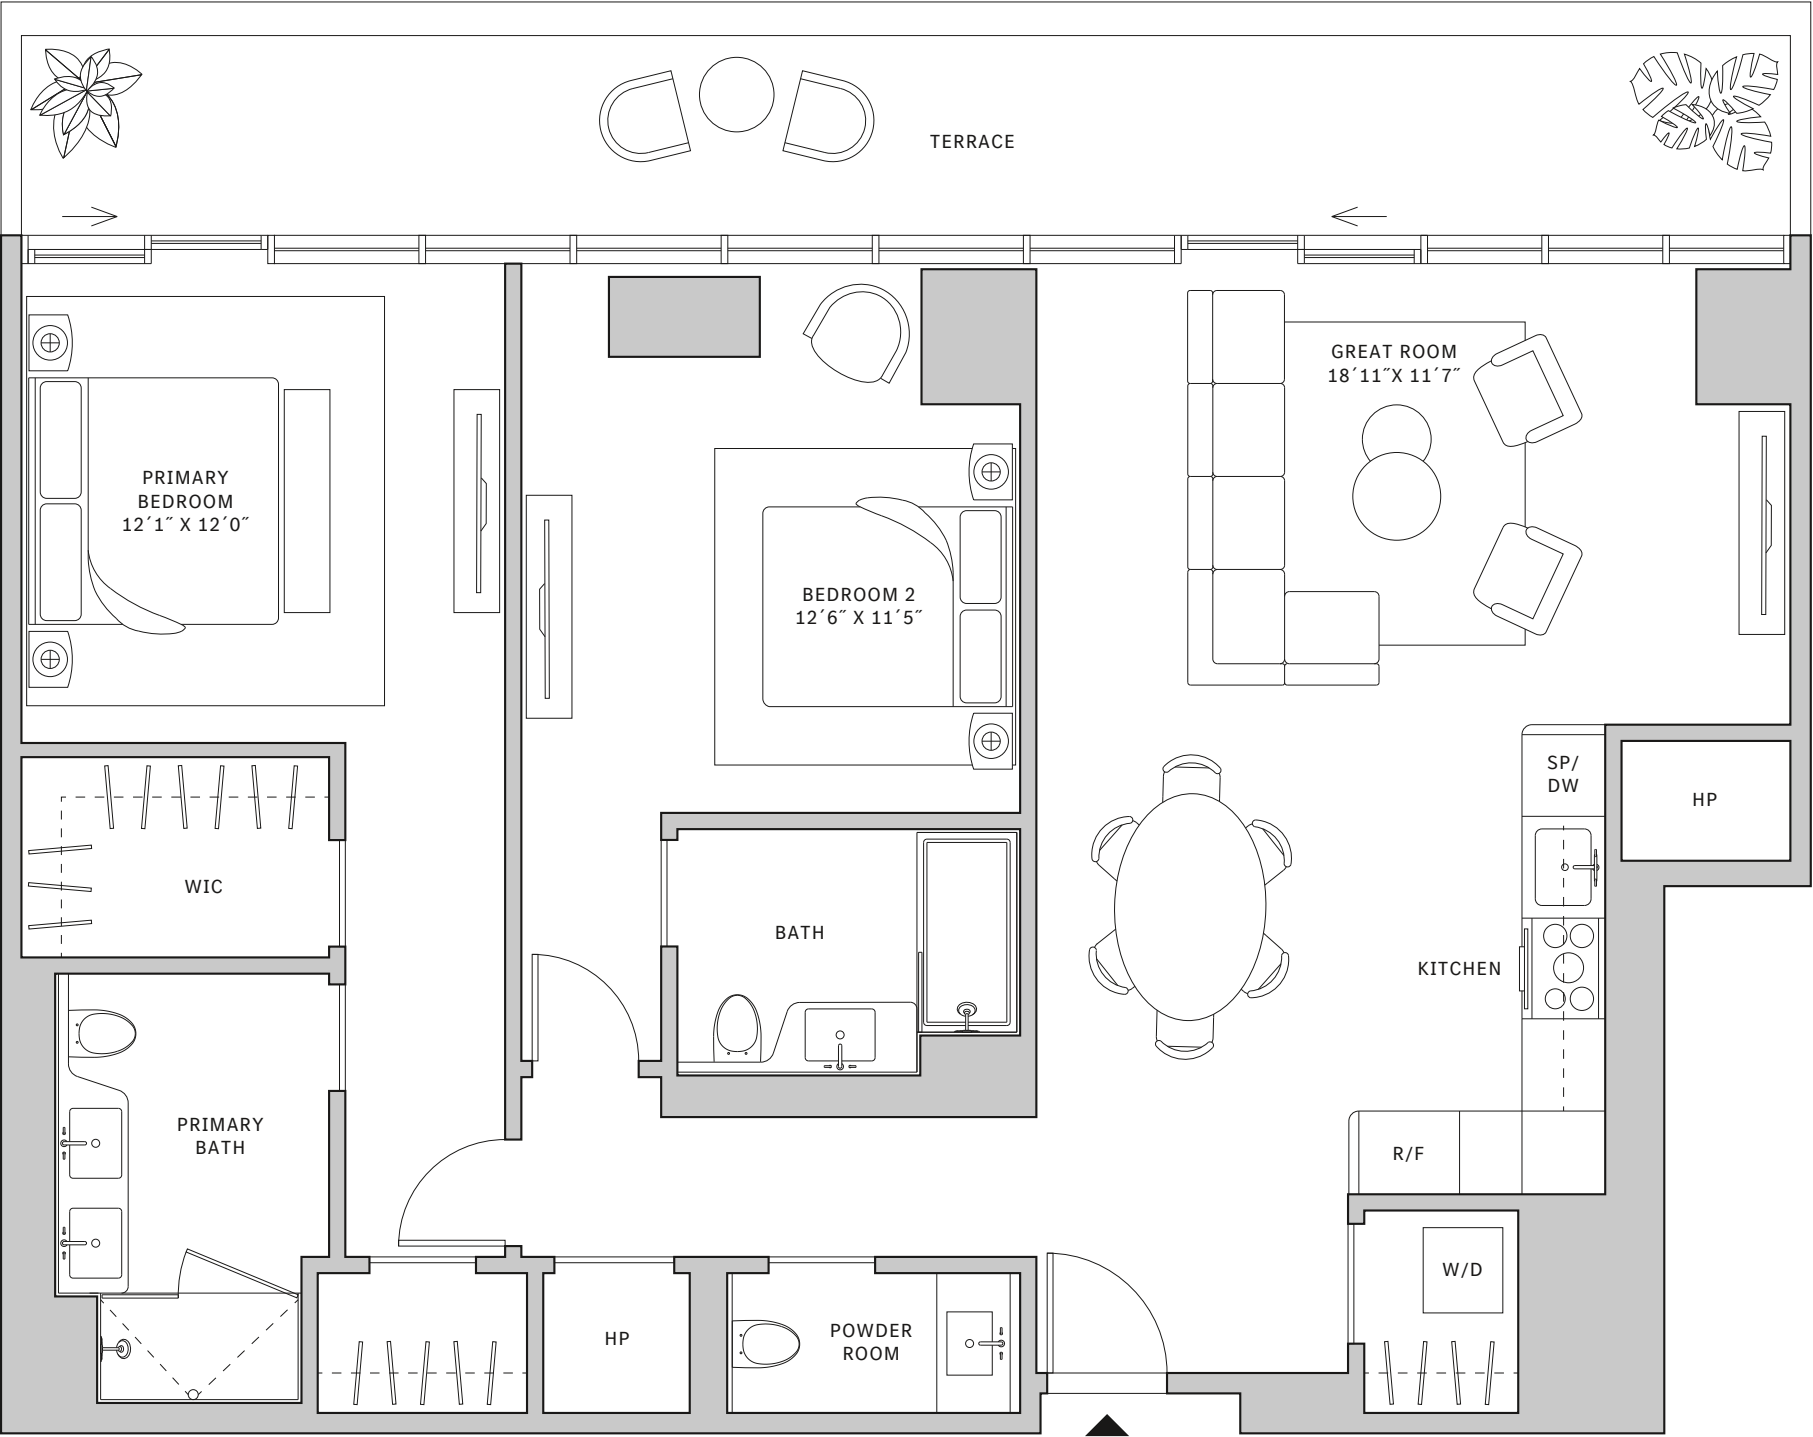 TERRACE
GREAT ROOM
18´11˝X 11´7˝
PRIMARY
BEDROOM
12´1˝ X 12´0˝
BEDROOM 2
12´6˝ X 11´5˝
SP/
DW
HP
WIC
BATH
KITCHEN
PRIMARY
BATH
R/F
W/D
HP
POWDER
ROOM